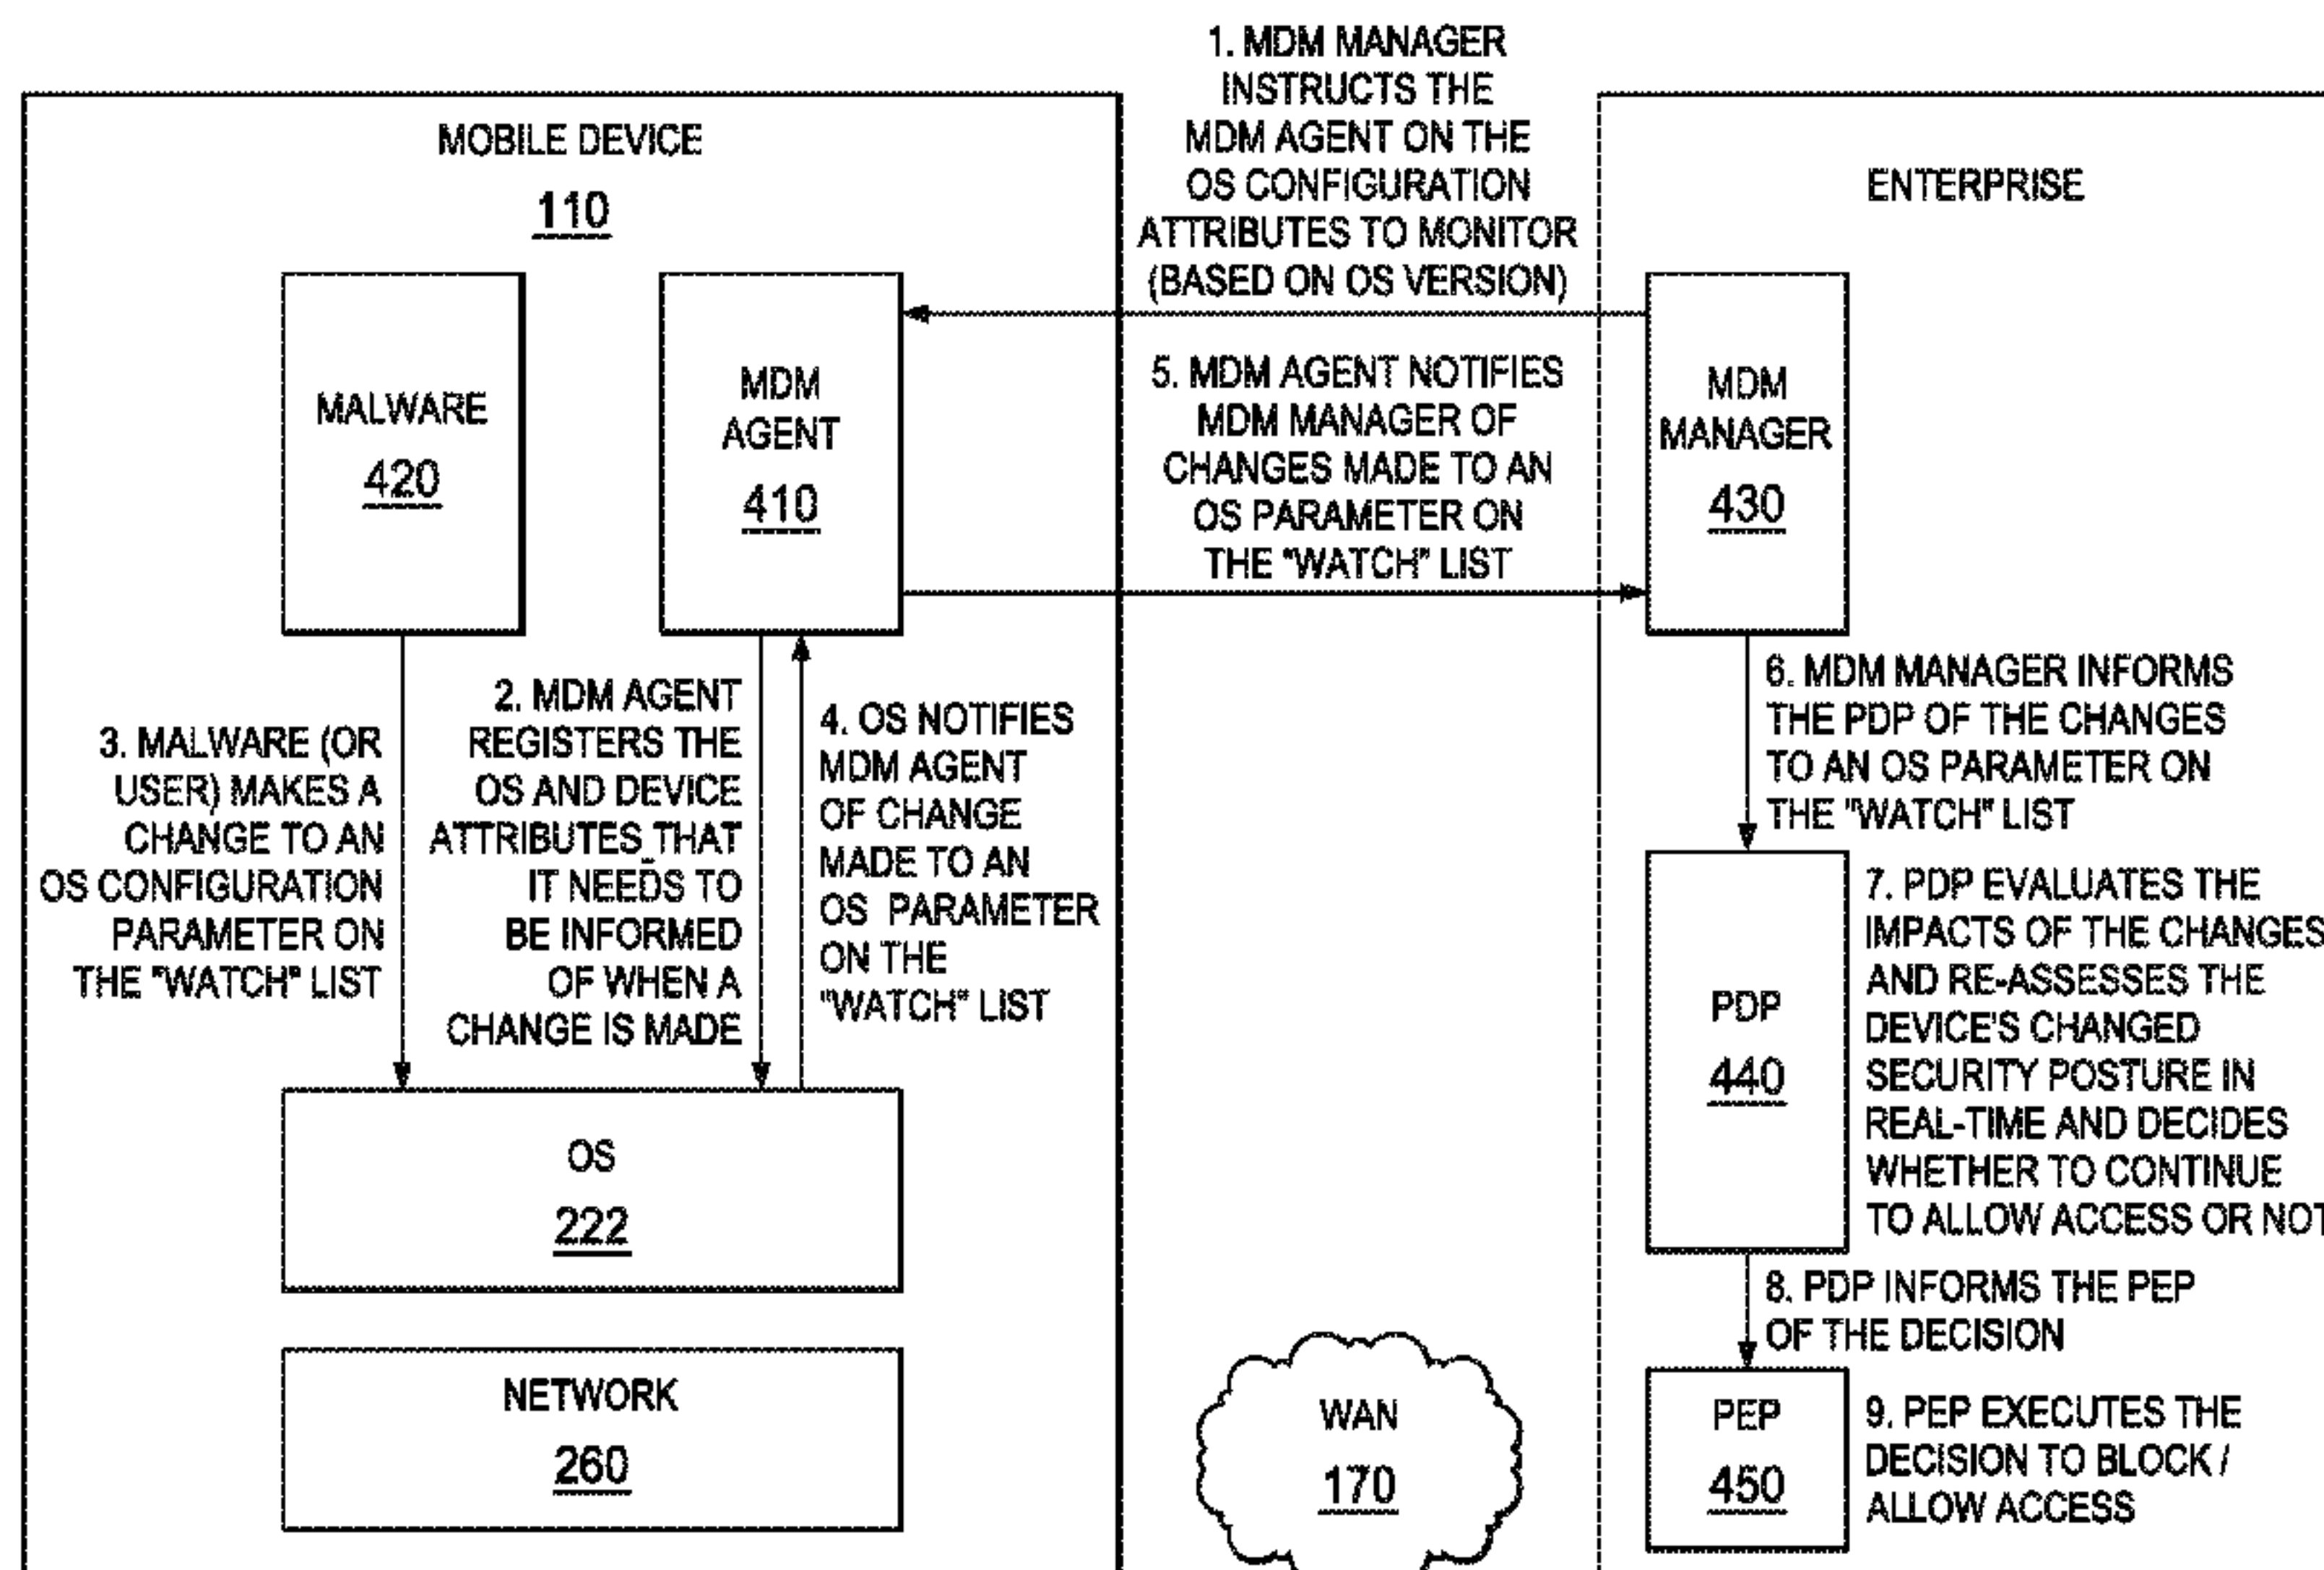 1. MDM MANAGER
INSTRUCTS THE
MDM AGENT ON THE
OS CONFIGURATION
ATTRIBUTES TO MONITOR
(BASED ON OS VERSION)
MOBILE DEVICE
110
ENTERPRISE
MALWARE
420
MDM
AGENT
410
5. MDM AGENT NOTIFIES
MDM MANAGER OF
CHANGES MADE TO AN
OS PARAMETER ON
THE "WATCH" LIST
MDM
MANAGER
430
3. MALWARE (OR
USER) MAKES A
CHANGE TO AN
OS CONFIGURATION
PARAMETER ON
THE "WATCH" LIST
2. MDM AGENT
REGISTERS THE
OS AND DEVICE
ATTRIBUTES THAT
IT NEEDS TO
BE INFORMED
OF WHEN A
CHANGE IS MADE
4. OS NOTIFIES
MDM AGENT
OF CHANGE
MADE TO AN
OS PARAMETER
ON THE
"WATCH" LIST
6. MDM MANAGER INFORMS
THE PDP OF THE CHANGES
TO AN OS PARAMETER ON
THE "WATCH" LIST
PDP
440
7. PDP EVALUATES THE
IMPACTS OF THE CHANGES
AND RE-ASSESSES THE
DEVICE'S CHANGED
SECURITY POSTURE IN
REAL-TIME AND DECIDES
WHETHER TO CONTINUE
TO ALLOW ACCESS OR NOT
OS
222
8. PDP INFORMS THE PEP
OF THE DECISION
NETWORK
260
WAN
170
PEP
450
9. PEP EXECUTES THE
DECISION TO BLOCK /
ALLOW ACCESS